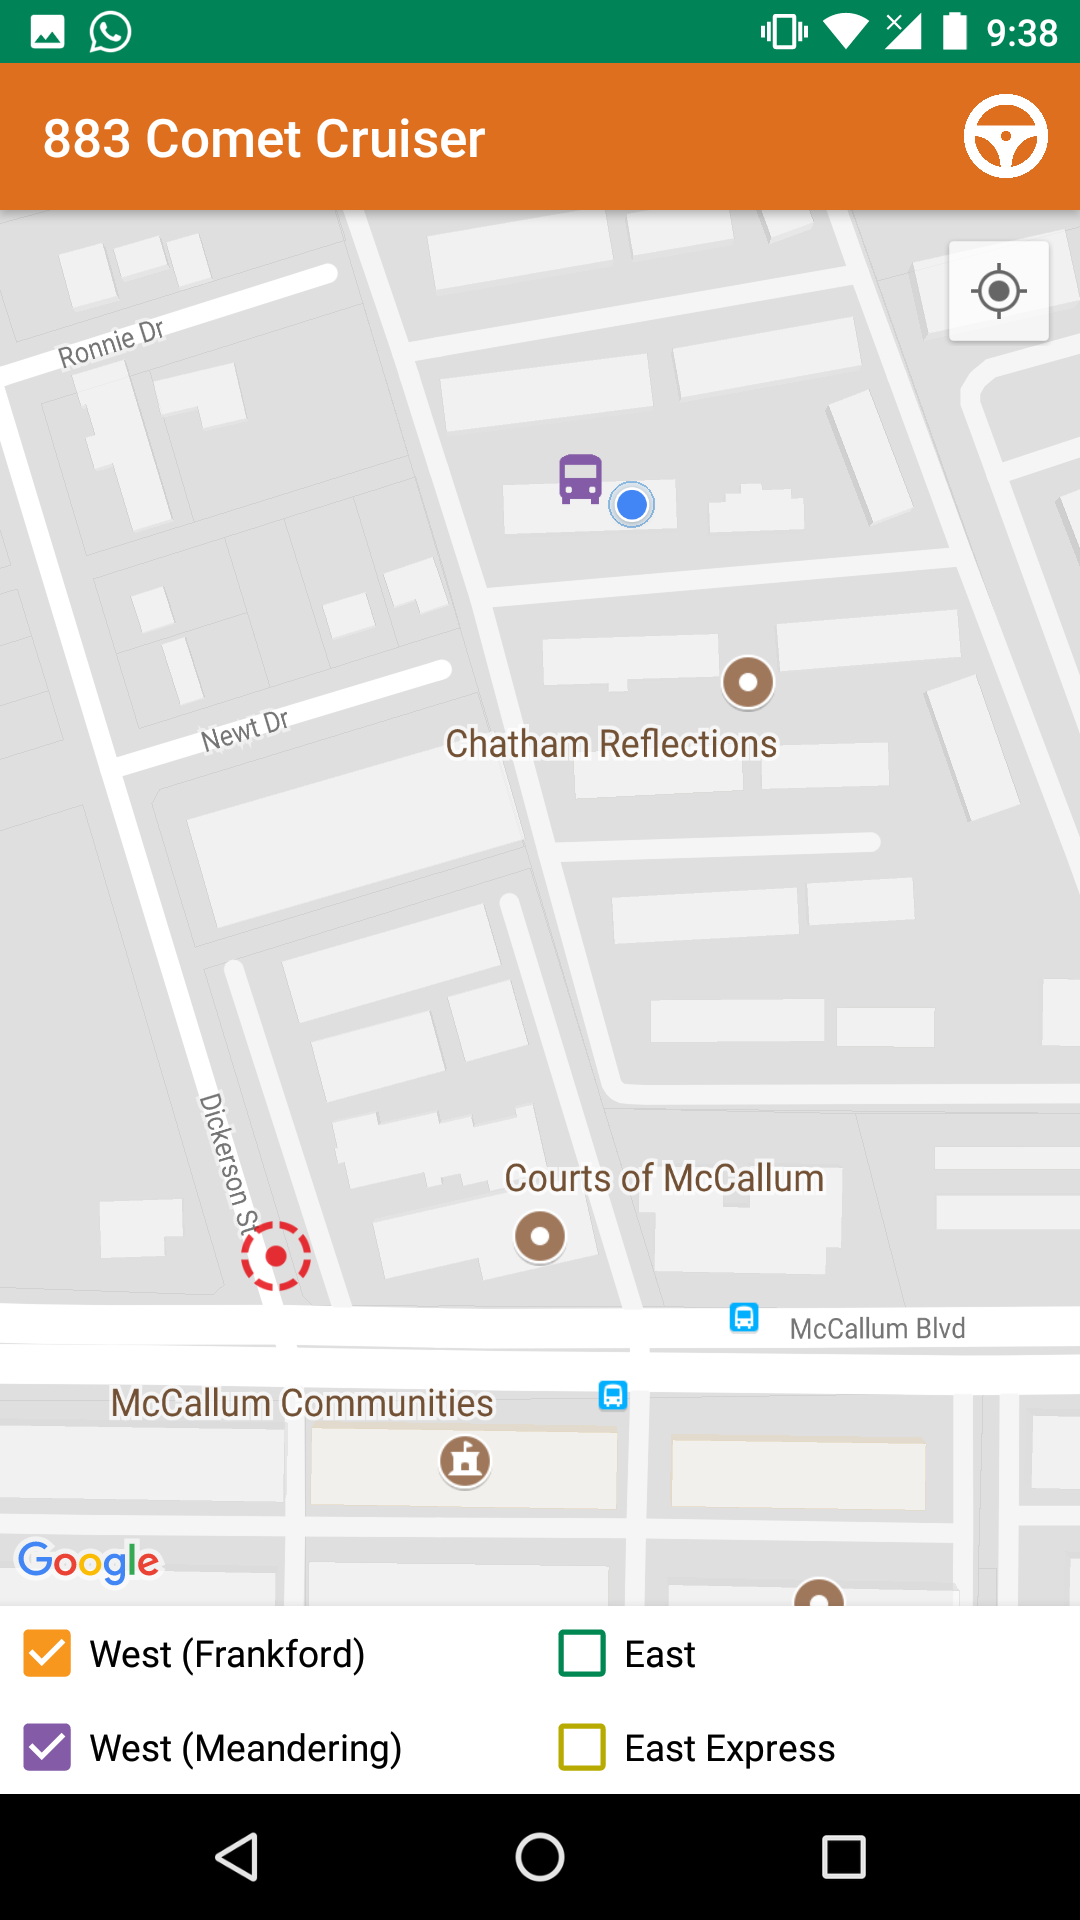 9:38
883 Comet Cruiser
Ronnie Dr
Newt Dr
Chatham Reflections
Dickerson St
Courts of McCallum
McCallum Blvd
McCallum Communities
Google
West (Frankford)
East
West (Meandering)
East Express